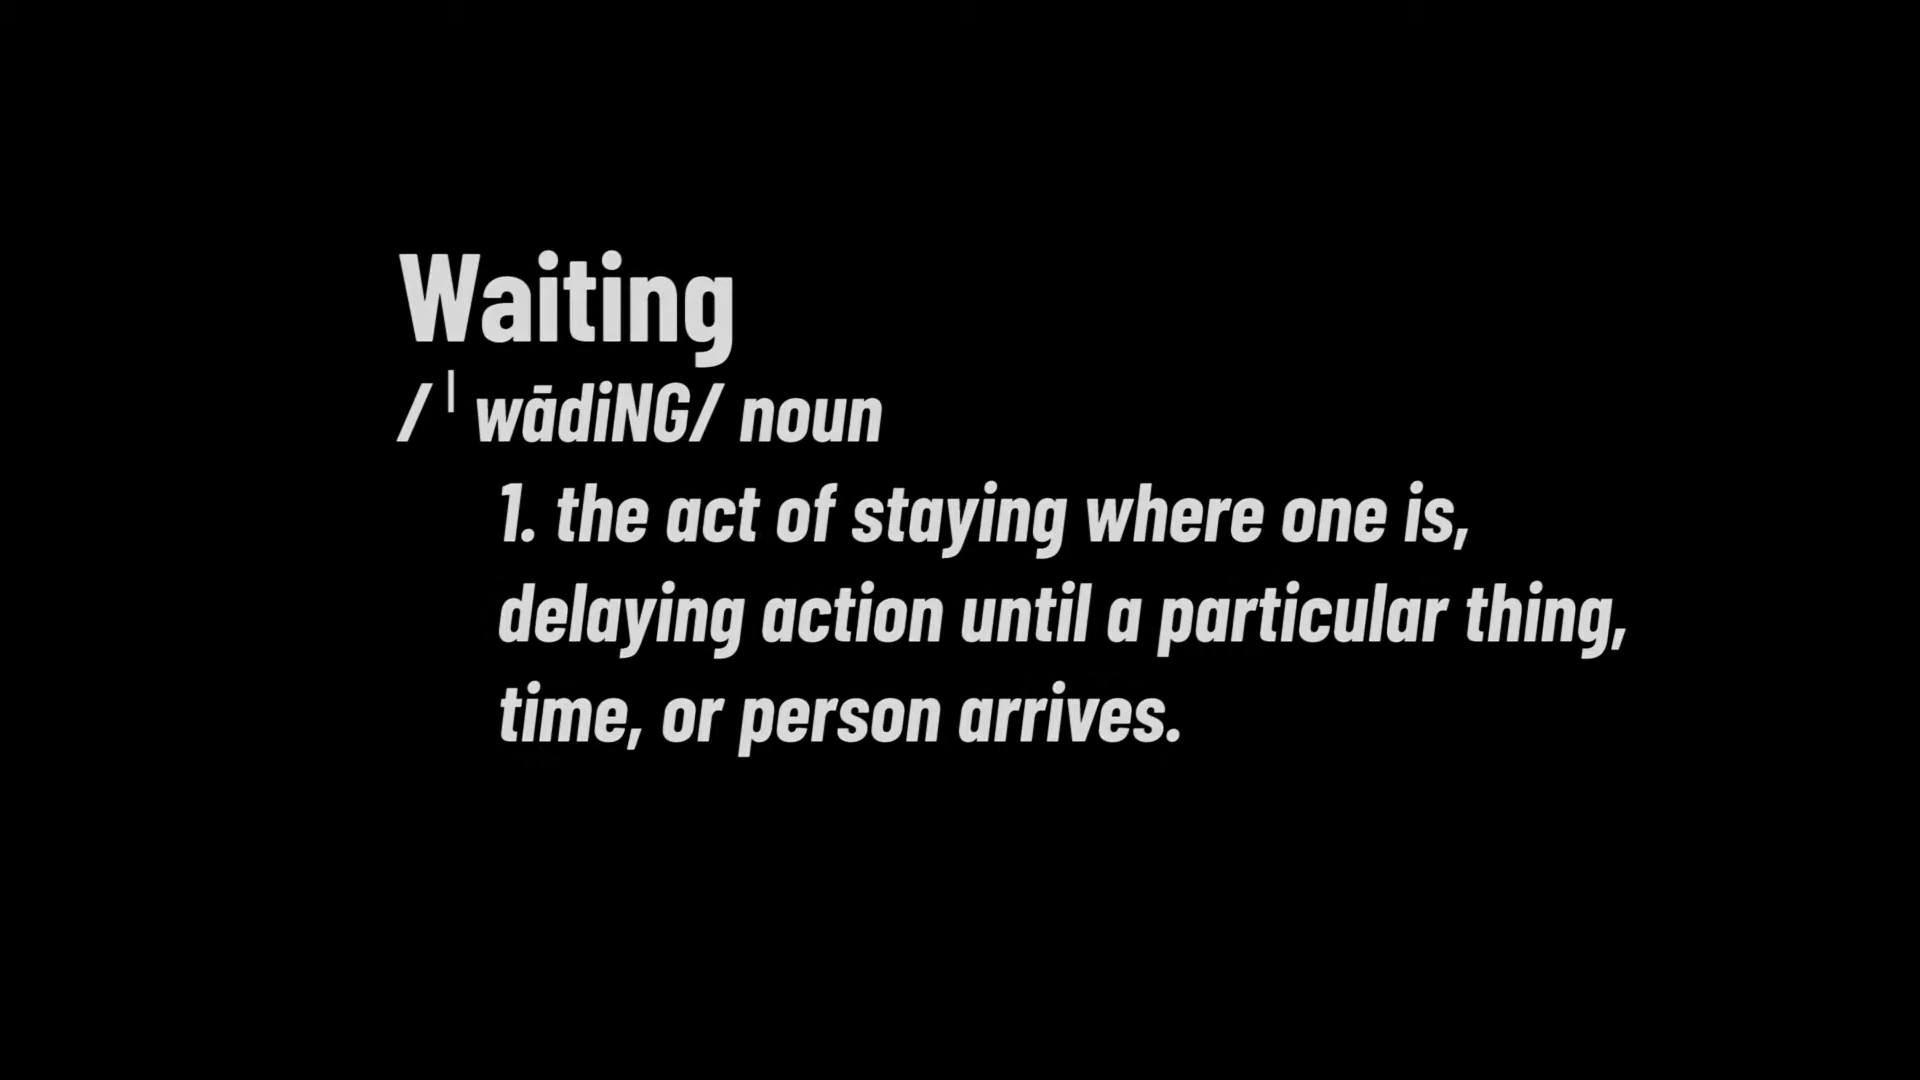 Waiting
/ˈwādiNG/ noun
1. the act of staying where one is,
delaying action until a particular thing,
time, or person arrives.